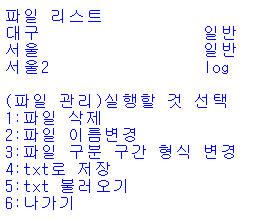 파일 리스트
대구 일반
서울 일반
서울2 log
(파일 관리)실행할 것 선택
1:파일 삭제
2:파일 이름변경
3:파일 구분 구간 형식 변경
4:txt로 저장
5:txt 불러오기
6:나가기